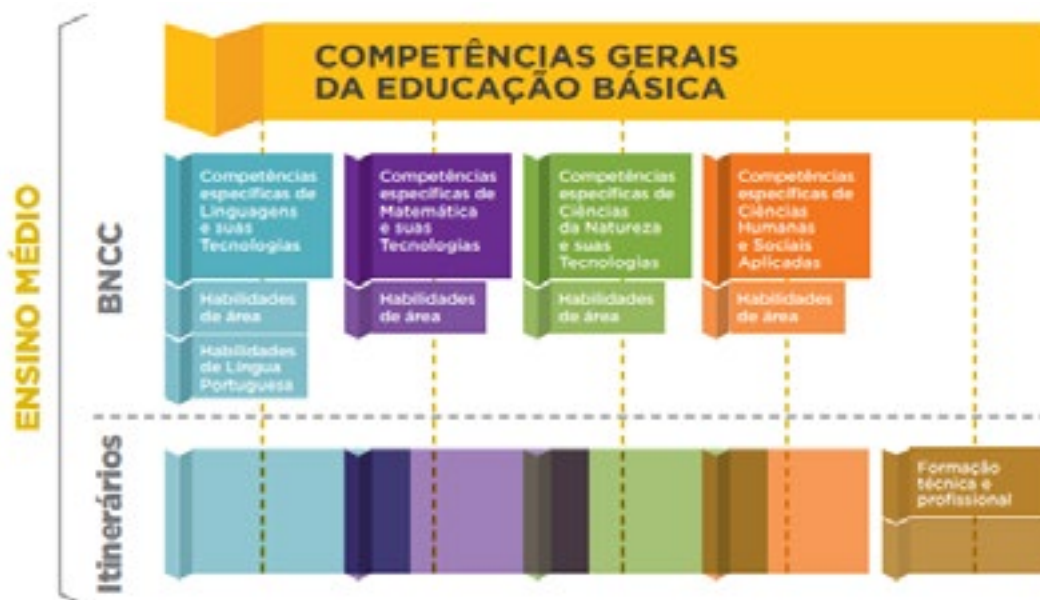 COMPETÊNCIAS GERAIS
DA EDUCAÇÃO BÁSICA
ENSINO MÉDIO
BNCC
Competências
específicas de
Linguagens
e suas
Tecnologias
Habilidades
de área
Habilidades
de Língua
Portuguesa
Competências
específicas de
Matemática
e suas
Tecnologias
Habilidades
de área
Competências
específicas de
Ciências
da Natureza
e suas
Tecnologias
Habilidades
de área
Competências
específicas de
Ciências
Humanas
e Sociais
Aplicadas
Habilidades
de área
Itinerários
Formação
técnica e
profissional